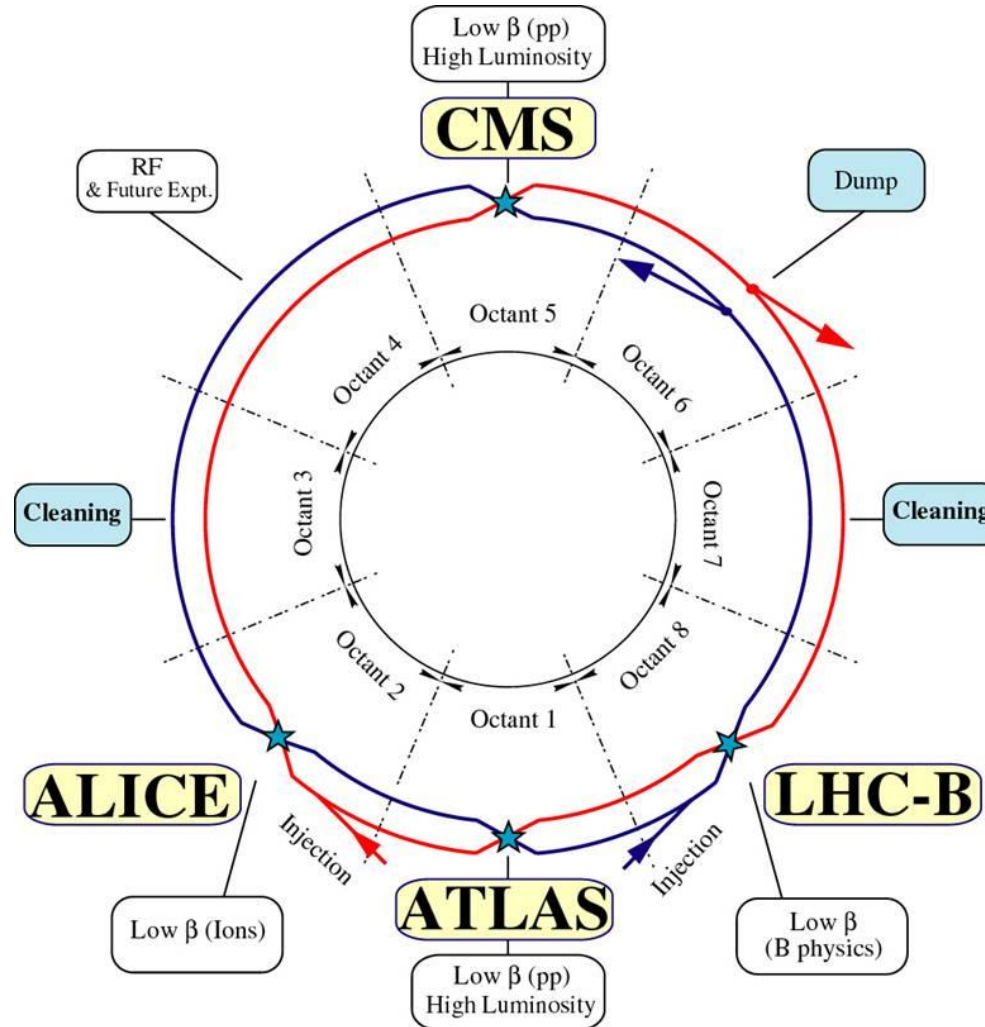 Low β (pp)
High Luminosity
CMS
RF
& Future Expt.
Dump
Octant 5
Octant 4
Octant 6
Cleaning
Octant 3
Octant 7
Cleaning
Octant 2
Octant 8
Octant 1
ALICE
LHC-B
Injection
Injection
ATLAS
Low β (Ions)
Low β
(B physics)
Low β (pp)
High Luminosity